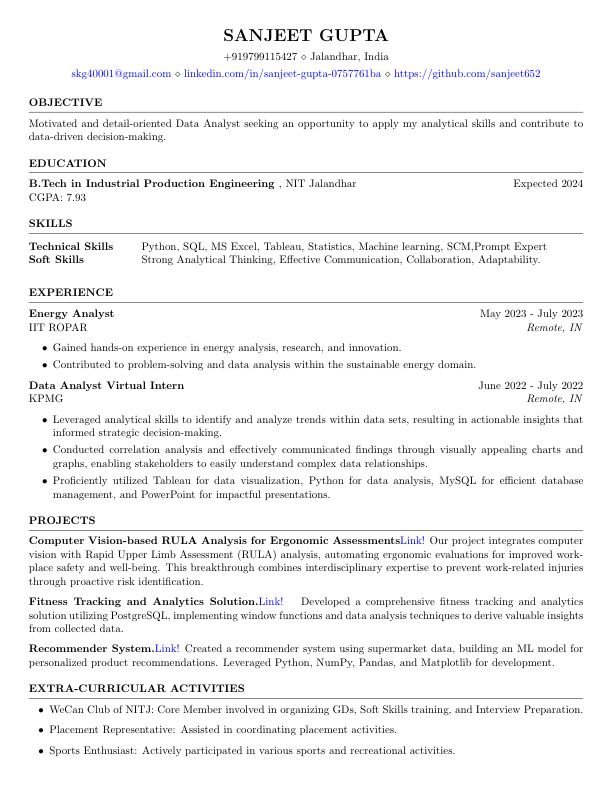 SANJEET GUPTA
+919799115427 ⋄ Jalandhar, India
skg40001@gmail.com ⋄ linkedin.com/in/sanjeet-gupta-0757761ba ⋄ https://github.com/sanjeet652
OBJECTIVE
Motivated and detail-oriented Data Analyst seeking an opportunity to apply my analytical skills and contribute to
data-driven decision-making.
EDUCATION
B.Tech in Industrial Production Engineering , NIT Jalandhar Expected 2024
CGPA: 7.93
SKILLS
Technical Skills Python, SQL, MS Excel, Tableau, Statistics, Machine learning, SCM,Prompt Expert
Soft Skills Strong Analytical Thinking, Effective Communication, Collaboration, Adaptability.
EXPERIENCE
Energy Analyst May 2023 - July 2023
IIT ROPAR Remote, IN
• Gained hands-on experience in energy analysis, research, and innovation.
• Contributed to problem-solving and data analysis within the sustainable energy domain.
Data Analyst Virtual Intern June 2022 - July 2022
KPMG Remote, IN
• Leveraged analytical skills to identify and analyze trends within data sets, resulting in actionable insights that
informed strategic decision-making.
• Conducted correlation analysis and effectively communicated findings through visually appealing charts and
graphs, enabling stakeholders to easily understand complex data relationships.
• Proficiently utilized Tableau for data visualization, Python for data analysis, MySQL for efficient database
management, and PowerPoint for impactful presentations.
PROJECTS
Computer Vision-based RULA Analysis for Ergonomic AssessmentsLink! Our project integrates computer
vision with Rapid Upper Limb Assessment (RULA) analysis, automating ergonomic evaluations for improved work-
place safety and well-being. This breakthrough combines interdisciplinary expertise to prevent work-related injuries
through proactive risk identification.
Fitness Tracking and Analytics Solution.Link! Developed a comprehensive fitness tracking and analytics
solution utilizing PostgreSQL, implementing window functions and data analysis techniques to derive valuable insights
from collected data.
Recommender System.Link! Created a recommender system using supermarket data, building an ML model for
personalized product recommendations. Leveraged Python, NumPy, Pandas, and Matplotlib for development.
EXTRA-CURRICULAR ACTIVITIES
• WeCan Club of NITJ: Core Member involved in organizing GDs, Soft Skills training, and Interview Preparation.
• Placement Representative: Assisted in coordinating placement activities.
• Sports Enthusiast: Actively participated in various sports and recreational activities.